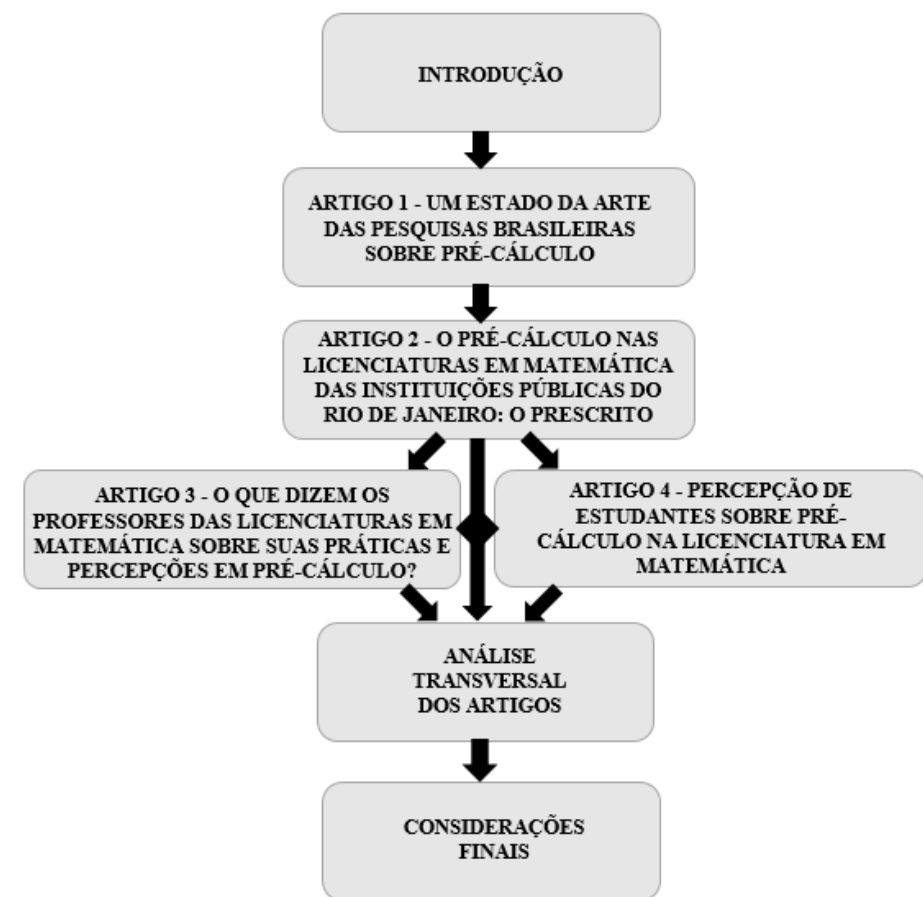 INTRODUÇÃO
ARTIGO 1 - UM ESTADO DA ARTE
DAS PESQUISAS BRASILEIRAS
SOBRE PRÉ-CÁLCULO
ARTIGO 2 - O PRÉ-CÁLCULO NAS
LICENCIATURAS EM MATEMÁTICA
DAS INSTITUIÇÕES PÚBLICAS DO
RIO DE JANEIRO: O PRESCRITO
ARTIGO 3 - O QUE DIZEM OS
PROFESSORES DAS LICENCIATURAS EM
MATEMÁTICA SOBRE SUAS PRÁTICAS E
PERCEPÇÕES EM PRÉ-CÁLCULO?
ARTIGO 4 - PERCEPÇÃO DE
ESTUDANTES SOBRE PRÉ-
CÁLCULO NA LICENCIATURA EM
MATEMÁTICA
ANÁLISE
TRANSVERSAL
DOS ARTIGOS
CONSIDERAÇÕES
FINAIS